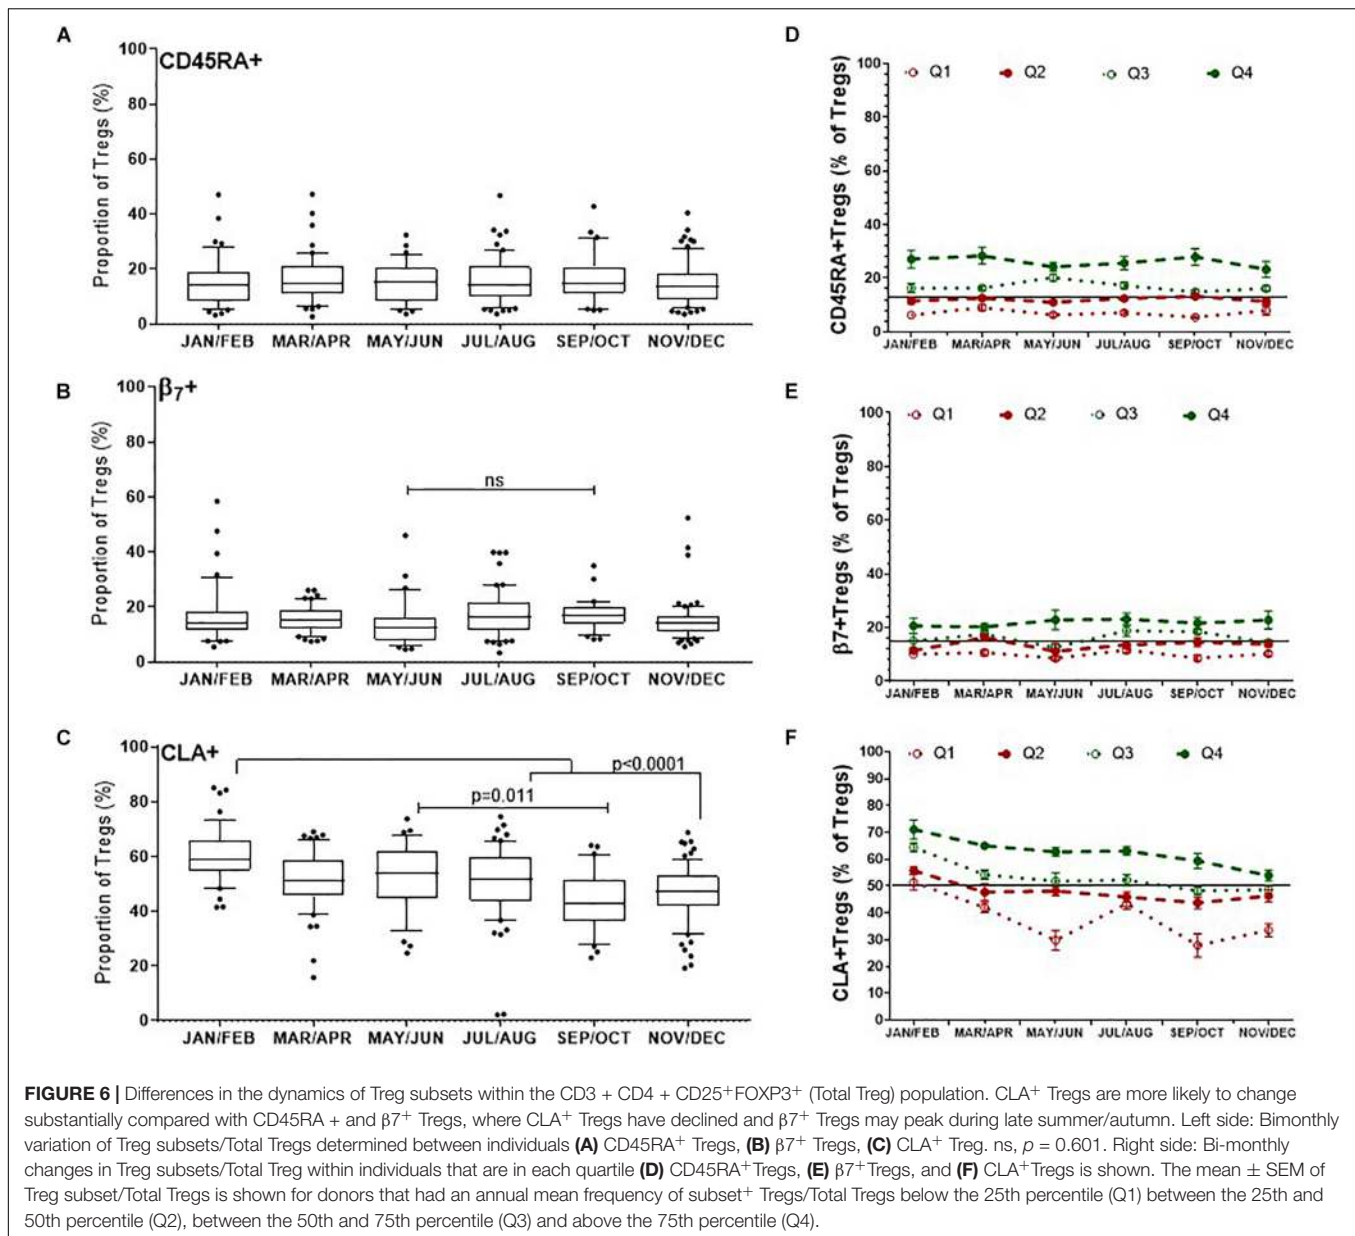 A
CD45RA+
Proportion of Tregs (%)
100
80
60
40
20
0
JAN/FEB MAR/APR MAY/JUN JUL/AUG SEP/OCT NOV/DEC
D
Q1 Q2 Q3 Q4
CD45RA+Tregs (% of Tregs)
100
80
60
40
20
0
JAN/FEB MAR/APR MAY/JUN JUL/AUG SEP/OCT NOV/DEC
B
β7+
Proportion of Tregs (%)
100
80
60
40
20
0
ns
JAN/FEB MAR/APR MAY/JUN JUL/AUG SEP/OCT NOV/DEC
E
Q1 Q2 Q3 Q4
β7+Tregs (% of Tregs)
100
80
60
40
20
0
JAN/FEB MAR/APR MAY/JUN JUL/AUG SEP/OCT NOV/DEC
C
CLA+
Proportion of Tregs (%)
100
80
60
40
20
0
p<0.0001
p=0.011
JAN/FEB MAR/APR MAY/JUN JUL/AUG SEP/OCT NOV/DEC
F
Q1 Q2 Q3 Q4
CLA+Tregs (% of Tregs)
100
90
80
70
60
50
40
30
20
10
0
JAN/FEB MAR/APR MAY/JUN JUL/AUG SEP/OCT NOV/DEC
FIGURE 6 | Differences in the dynamics of Treg subsets within the CD3 + CD4 + CD25+FOXP3+ (Total Treg) population. CLA+ Tregs are more likely to change
substantially compared with CD45RA + and β7+ Tregs, where CLA+ Tregs have declined and β7+ Tregs may peak during late summer/autumn. Left side: Bimonthly
variation of Treg subsets/Total Tregs determined between individuals (A) CD45RA+ Tregs, (B) β7+ Tregs, (C) CLA+ Treg. ns, p = 0.601. Right side: Bi-monthly
changes in Treg subsets/Total Treg within individuals that are in each quartile (D) CD45RA+Tregs, (E) β7+Tregs, and (F) CLA+Tregs is shown. The mean ± SEM of
Treg subset/Total Tregs is shown for donors that had an annual mean frequency of subset+ Tregs/Total Tregs below the 25th percentile (Q1) between the 25th and
50th percentile (Q2), between the 50th and 75th percentile (Q3) and above the 75th percentile (Q4).